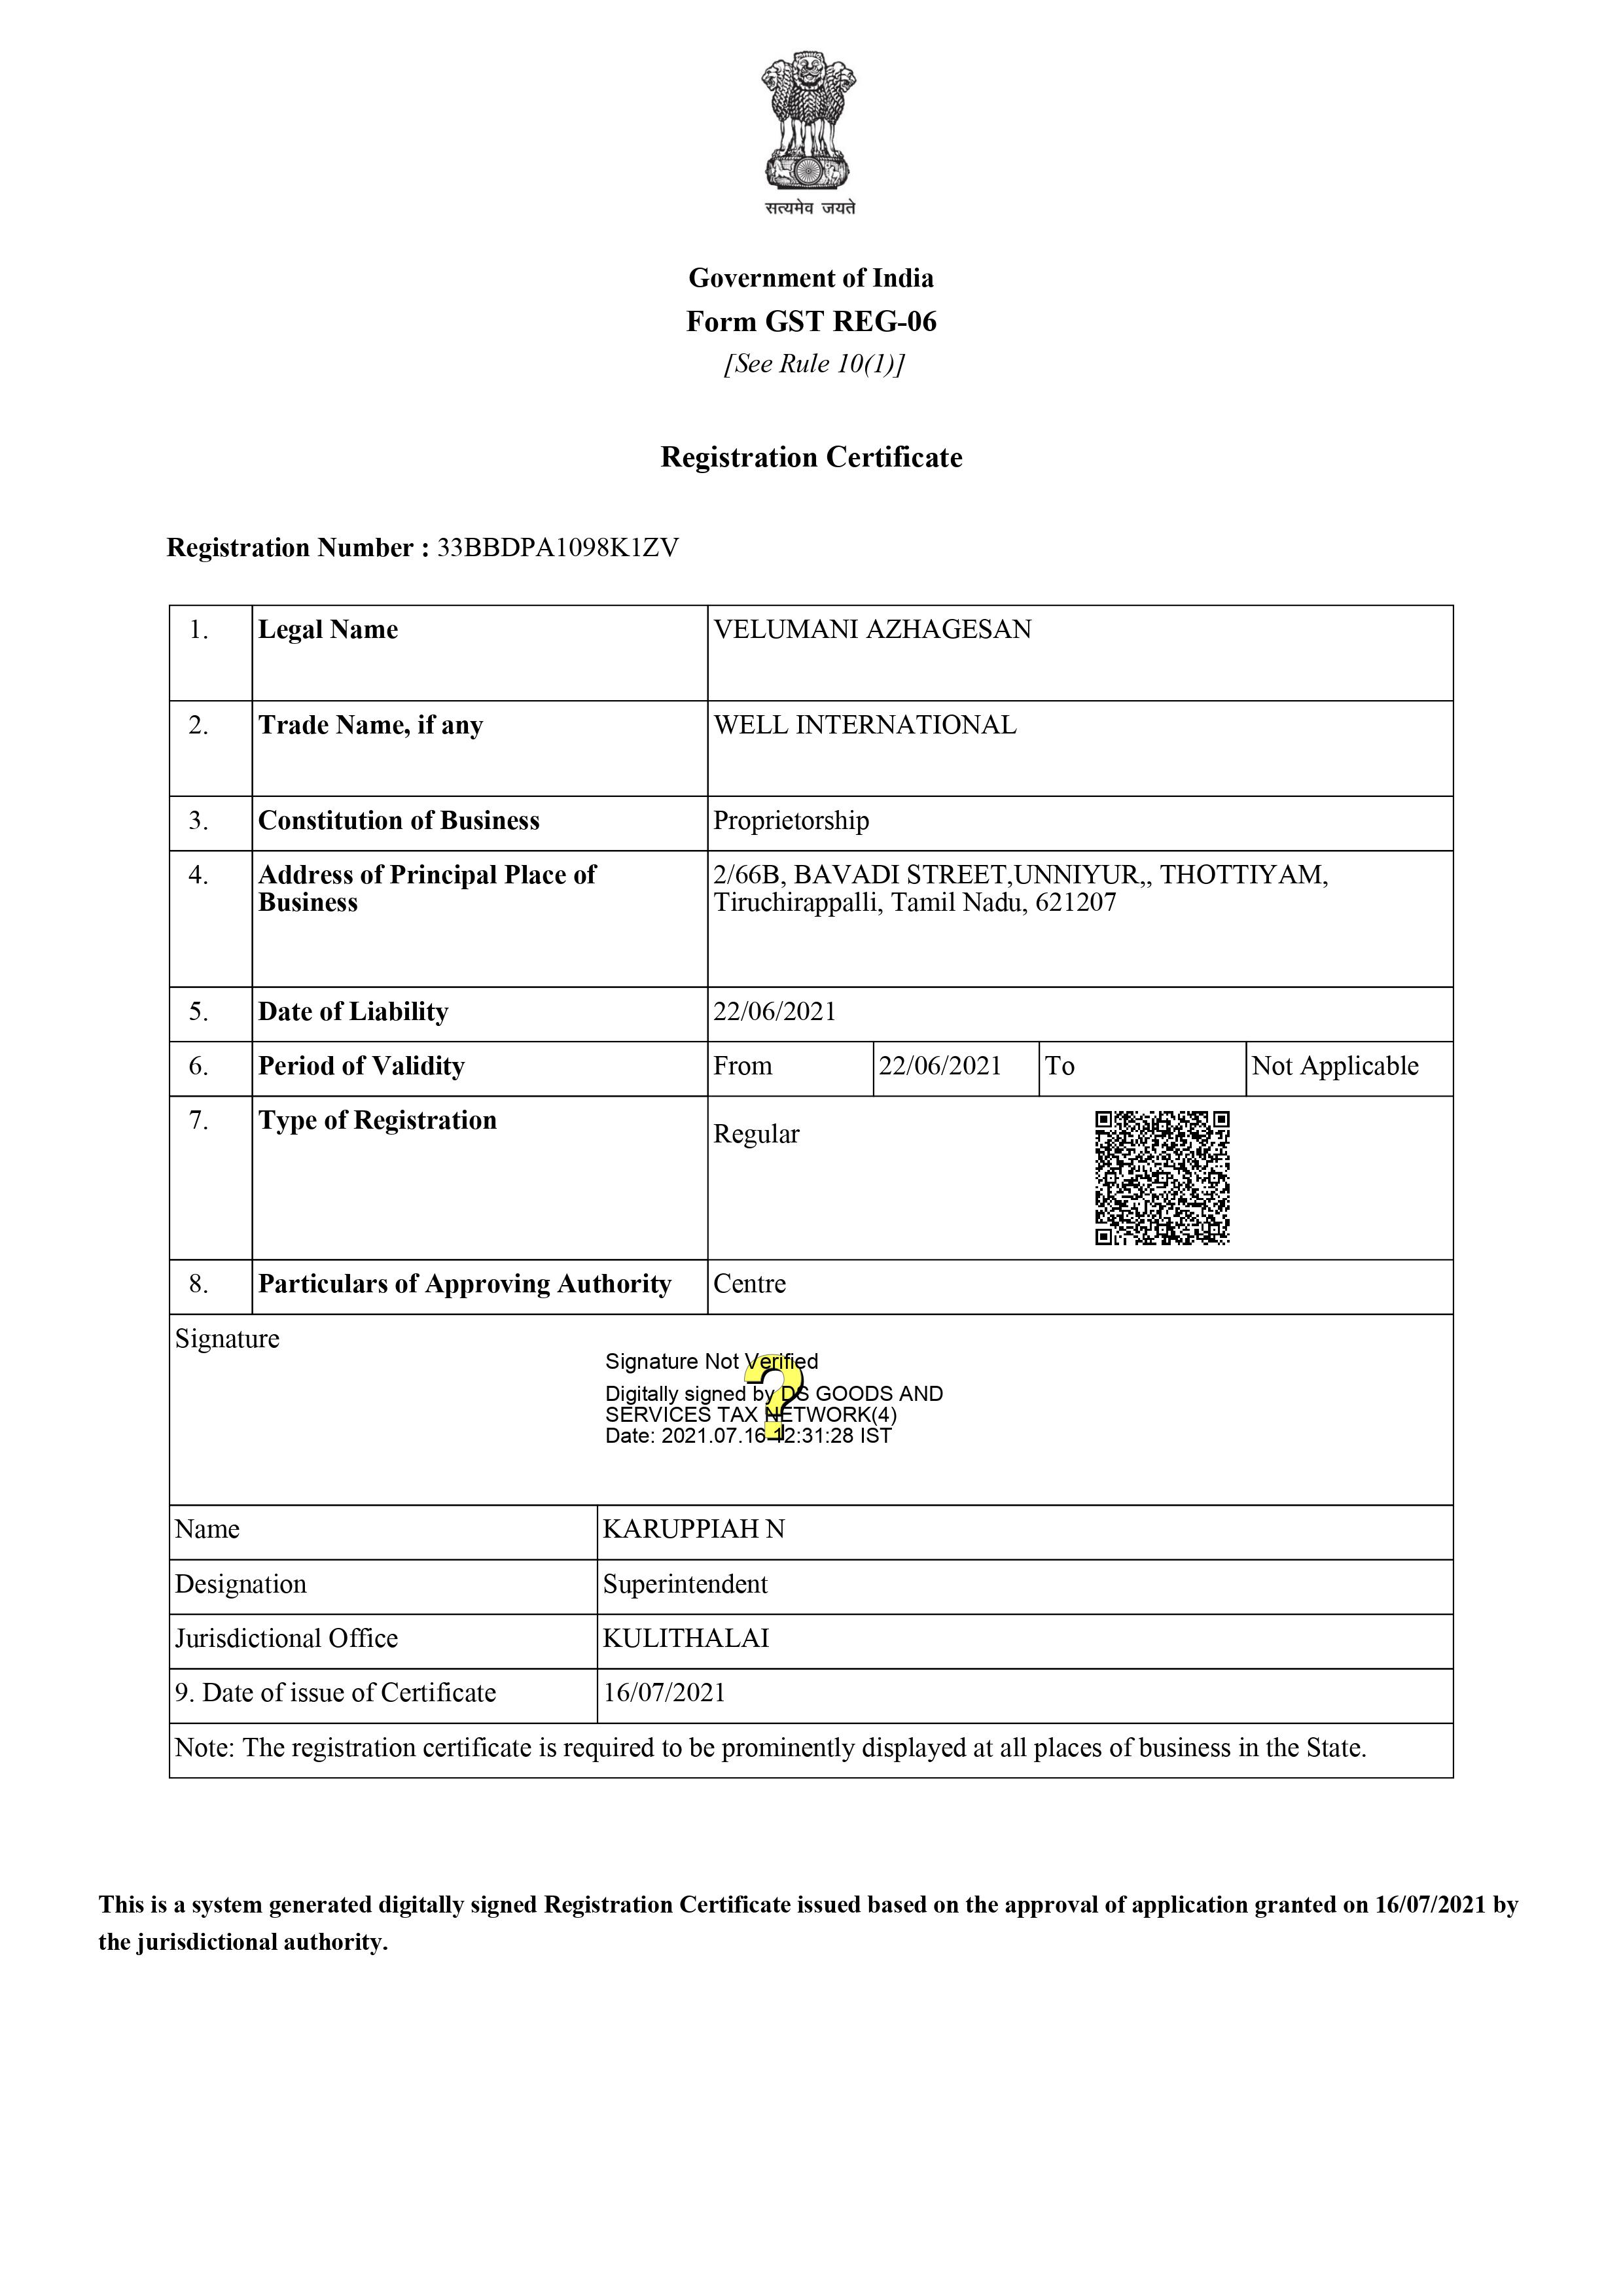 सत्यमेव जयते
Government of India
Form GST REG-06
[See Rule 10(1)]
Registration Certificate
Registration Number : 33BBDPA1098K1ZV
1. Legal Name VELUMANI AZHAGESAN
2. Trade Name, if any WELL INTERNATIONAL
3. Constitution of Business Proprietorship
4. Address of Principal Place of 2/66B, BAVADI STREET,UNNIYUR,, THOTTIYAM,
Business Tiruchirappalli, Tamil Nadu, 621207
5. Date of Liability 22/06/2021
6. Period of Validity From 22/06/2021 To Not Applicable
7. Type of Registration Regular
8. Particulars of Approving Authority Centre
Signature
Signature Not Verified
Digitally signed by DS GOODS AND
SERVICES TAX NETWORK(4)
Date: 2021.07.16 12:31:28 IST
Name KARUPPIAH N
Designation Superintendent
Jurisdictional Office KULITHALAI
9. Date of issue of Certificate 16/07/2021
Note: The registration certificate is required to be prominently displayed at all places of business in the State.
This is a system generated digitally signed Registration Certificate issued based on the approval of application granted on 16/07/2021 by
the jurisdictional authority.